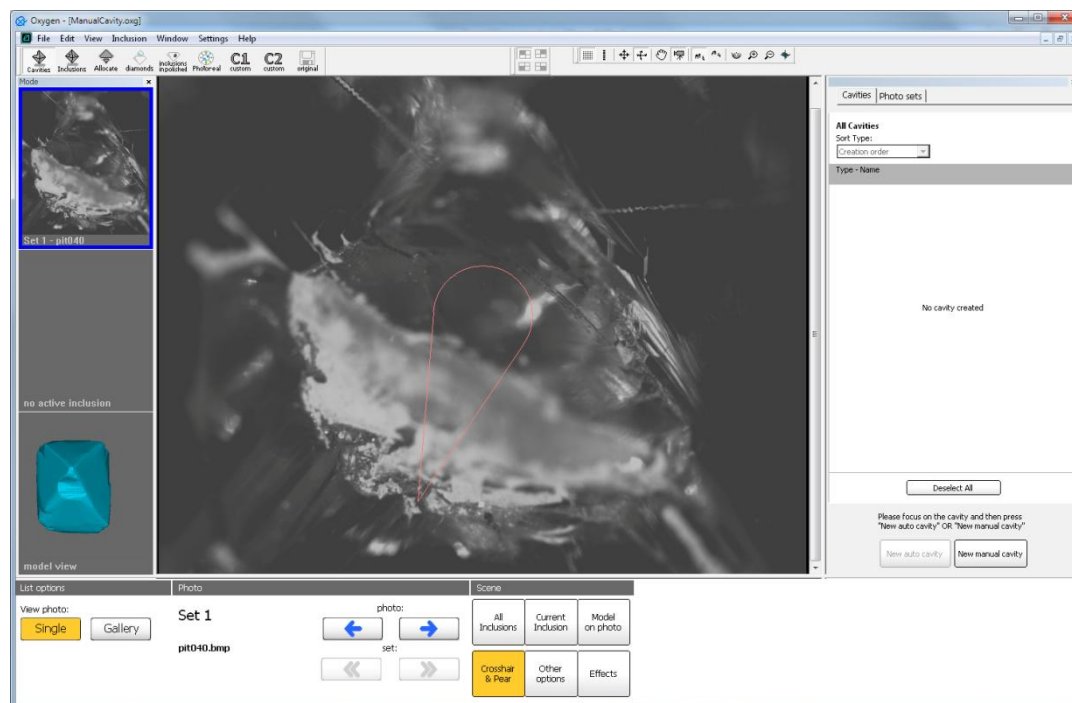 Oxygen - [ManualCavity.oxg]
File Edit View Inclusion Window Settings Help
Cavities Inclusions Allocate diamonds inclusions inpolished Photoreal C1 custom C2 custom original
Mode
Set 1 - pit040
no active inclusion
model view
Cavities Photo sets
All Cavities
Sort Type:
Creation order
Type - Name
No cavity created
Deselect All
Please focus on the cavity and then press
"New auto cavity" OR "New manual cavity"
New auto cavity New manual cavity
List options
View photo:
Single Gallery
Photo
Set 1
pit040.bmp
photo:
set:
Scene
All Inclusions
Current Inclusion
Model on photo
Crosshair & Pear
Other options
Effects